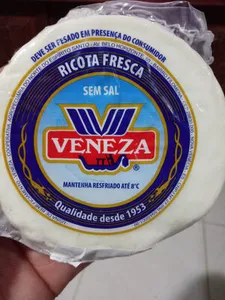 DEVE SER PESADO EM PRESENÇA DO CONSUMIDOR
RICOTA FRESCA
SEM SAL
VENEZA
®
MANTENHA RESFRIADO ATÉ 8°C
Qualidade desde 1953